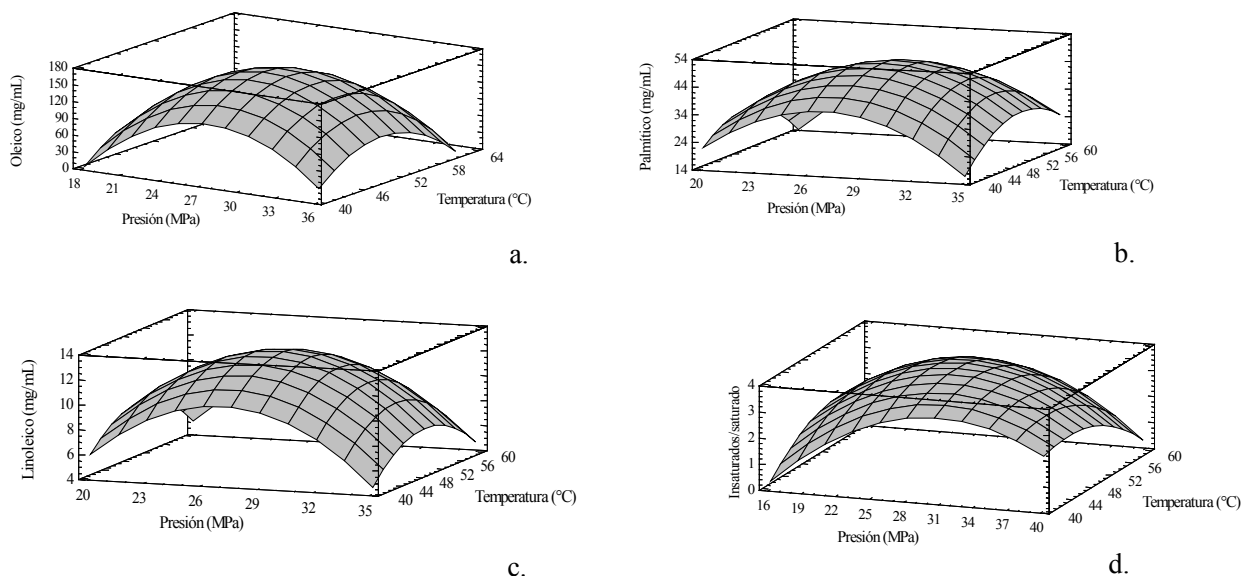 Oleico (mg/mL)
180
150
120
90
60
30
0
18 21 24 27 30 33 36
Presión (MPa)
40 46 52 58 64
Temperatura (°C)
a.
Palmítico (mg/mL)
54
44
34
24
14
20 23 26 29 32 35
Presión (MPa)
40 44 48 52 56 60
Temperatura (°C)
b.
Linoleico (mg/mL)
14
12
10
8
6
4
20 23 26 29 32 35
Presión (MPa)
40 44 48 52 56 60
Temperatura (°C)
c.
Insaturados/saturado
4
3
2
1
0
16 19 22 25 28 31 34 37 40
Presión (MPa)
40 44 48 52 56 60
Temperatura (°C)
d.